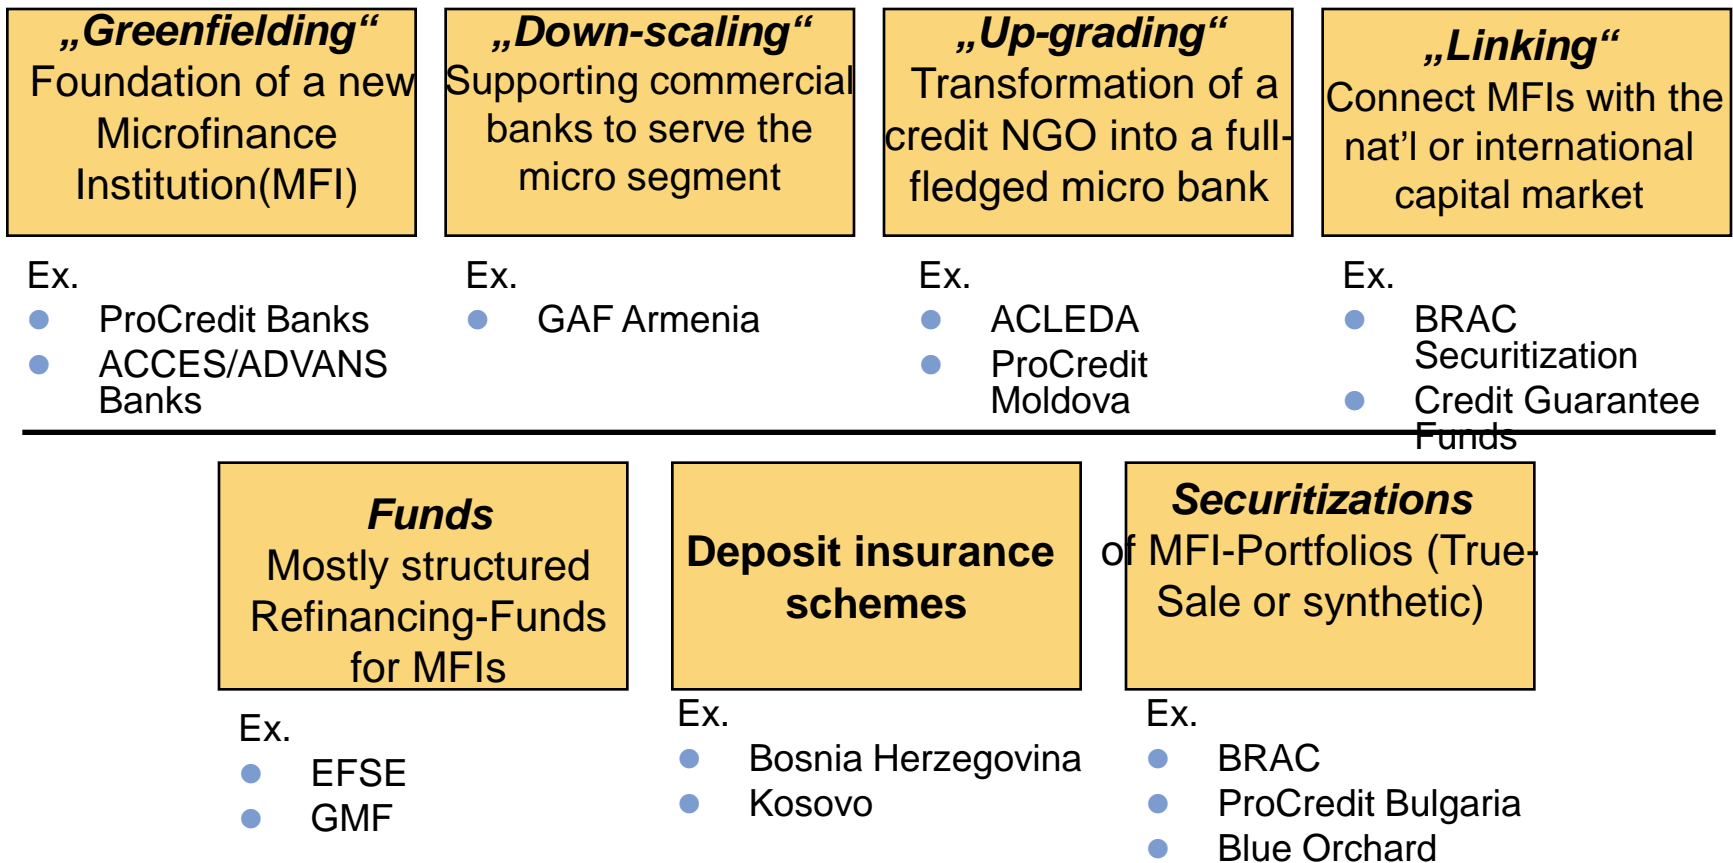 „Greenfielding“
Foundation of a new
Microfinance
Institution(MFI)
„Down-scaling“
Supporting commercial
banks to serve the
micro segment
„Up-grading“
Transformation of a
credit NGO into a full-
fledged micro bank
„Linking“
Connect MFIs with the
nat’l or international
capital market
Ex.
ProCredit Banks
ACCES/ADVANS
Banks
Ex.
GAF Armenia
Ex.
ACLEDA
ProCredit
Moldova
Ex.
BRAC
Securitization
Credit Guarantee
Funds
Funds
Mostly structured
Refinancing-Funds
for MFIs
Deposit insurance
schemes
Securitizations
of MFI-Portfolios (True-
Sale or synthetic)
Ex.
EFSE
GMF
Ex.
Bosnia Herzegovina
Kosovo
Ex.
BRAC
ProCredit Bulgaria
Blue Orchard